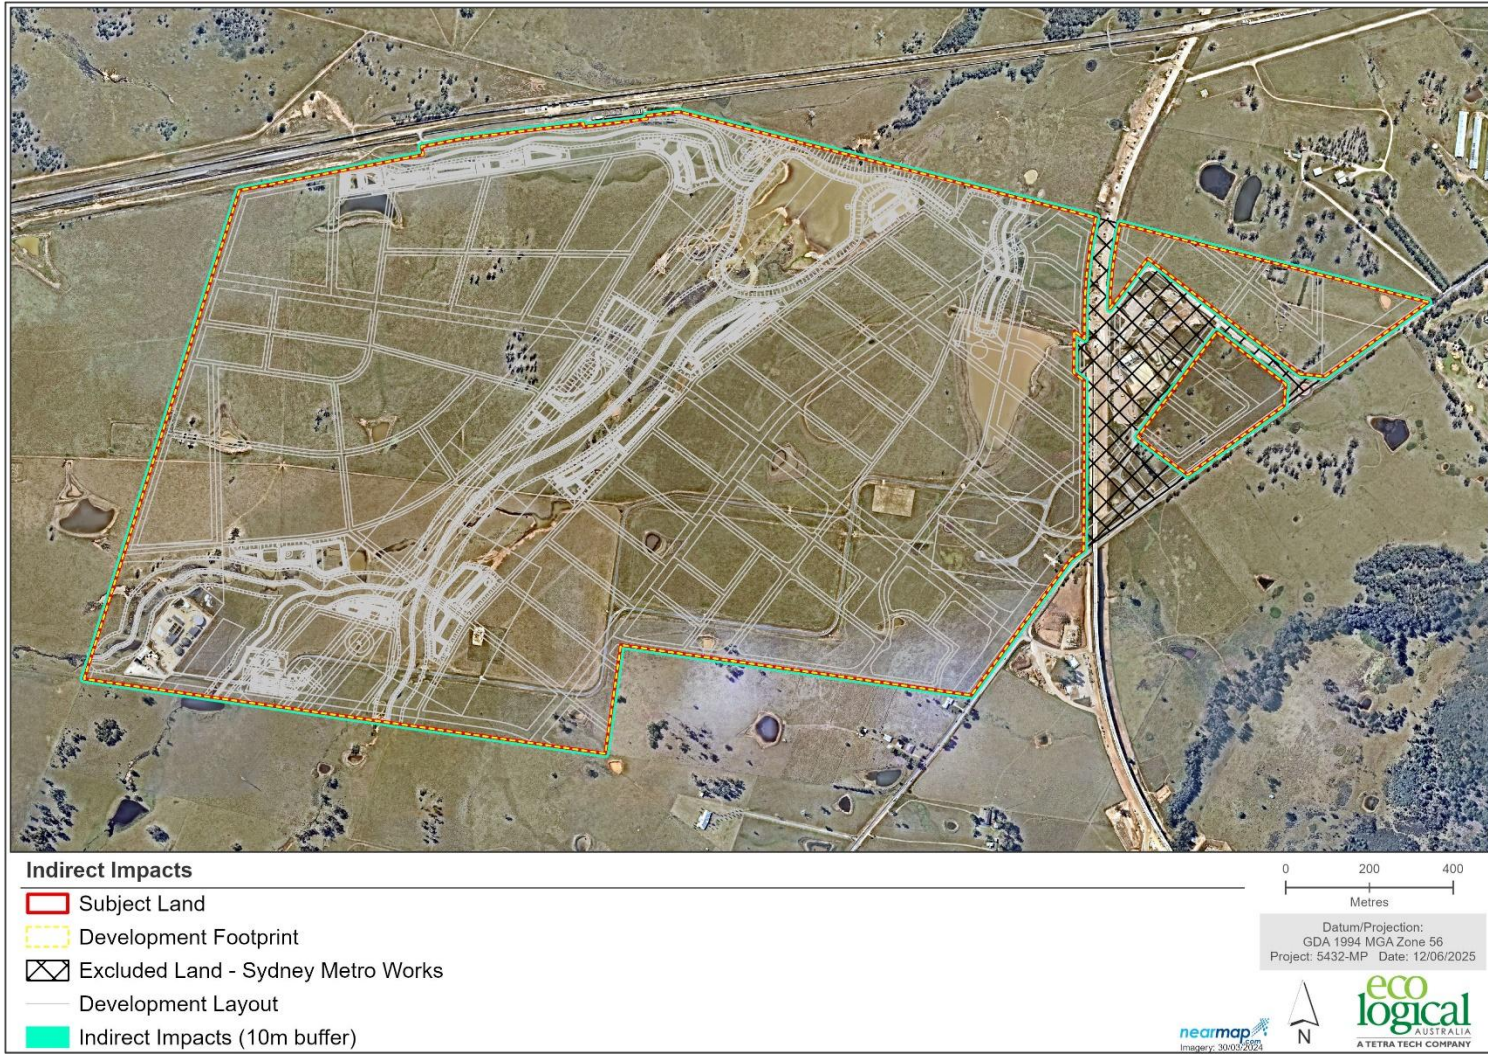 Indirect Impacts
Subject Land
Development Footprint
Excluded Land - Sydney Metro Works
Development Layout
Indirect Impacts (10m buffer)
0 200 400
Metres
Datum/Projection:
GDA 1994 MGA Zone 56
Project: 5432-MP Date: 12/06/2025
nearmap
.com
Imagery: 30/03/2024
N
eco
logical
AUSTRALIA
A TETRA TECH COMPANY